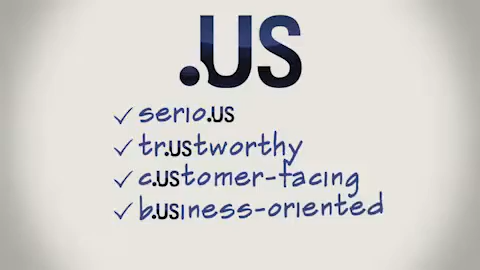 .US
✓ serio.US
✓ tr.UStworthy
✓ c.UStomer-facing
✓ b.USiness-oriented